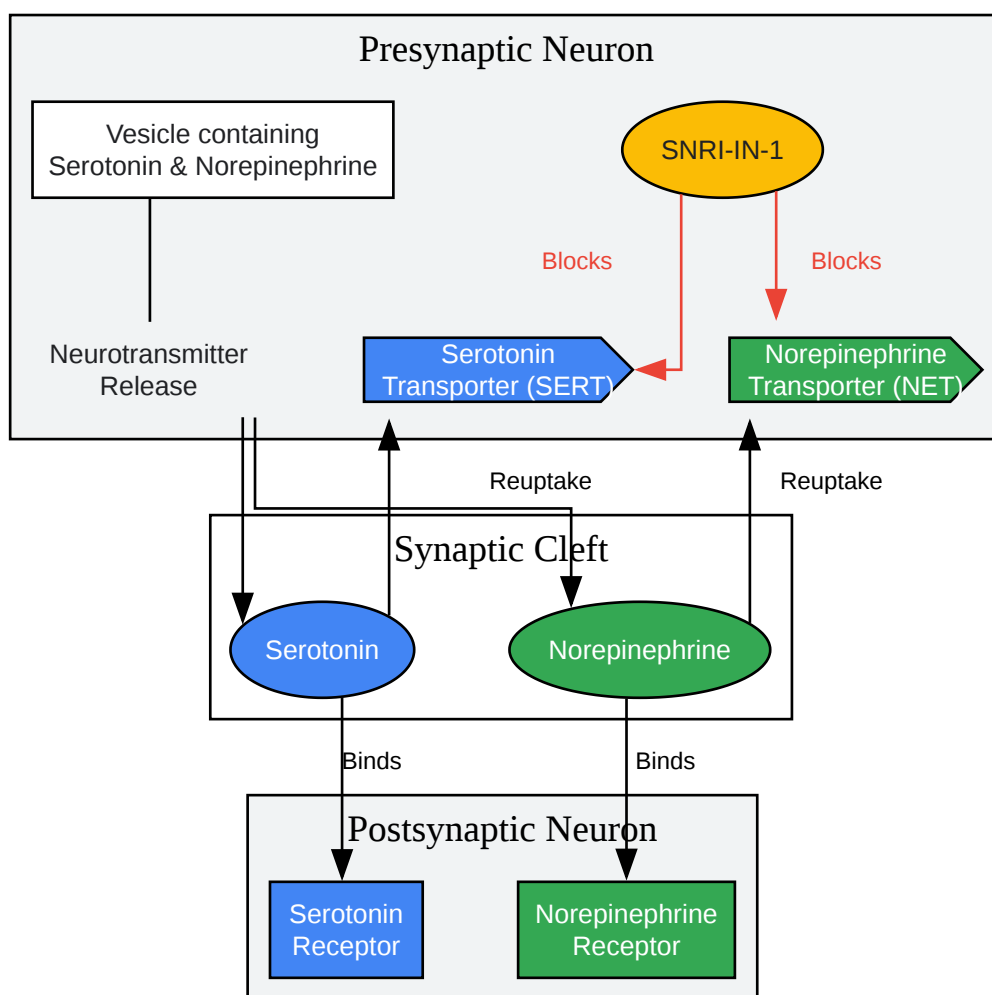 Presynaptic Neuron
Vesicle containing
Serotonin & Norepinephrine
SNRI-IN-1
Blocks
Blocks
Neurotransmitter
Release
Serotonin
Transporter (SERT)
Norepinephrine
Transporter (NET)
Reuptake
Reuptake
Synaptic Cleft
Serotonin
Norepinephrine
Binds
Binds
Postsynaptic Neuron
Serotonin
Receptor
Norepinephrine
Receptor